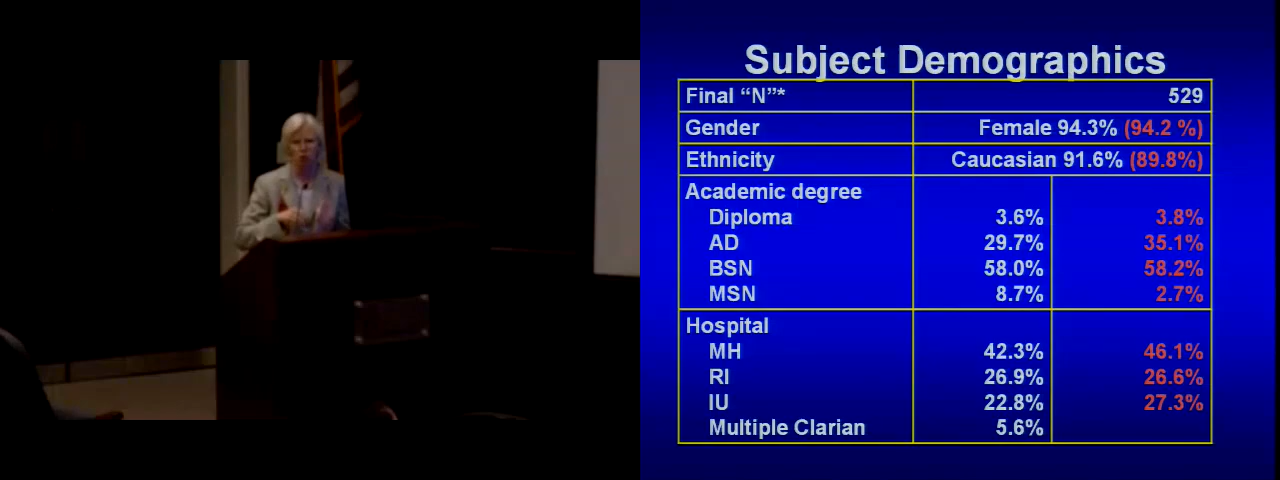 Subject Demographics
Final “N”* 529
Gender Female 94.3% (94.2 %)
Ethnicity Caucasian 91.6% (89.8%)
Academic degree
Diploma 3.6% 3.8%
AD 29.7% 35.1%
BSN 58.0% 58.2%
MSN 8.7% 2.7%
Hospital
MH 42.3% 46.1%
RI 26.9% 26.6%
IU 22.8% 27.3%
Multiple Clarian 5.6%